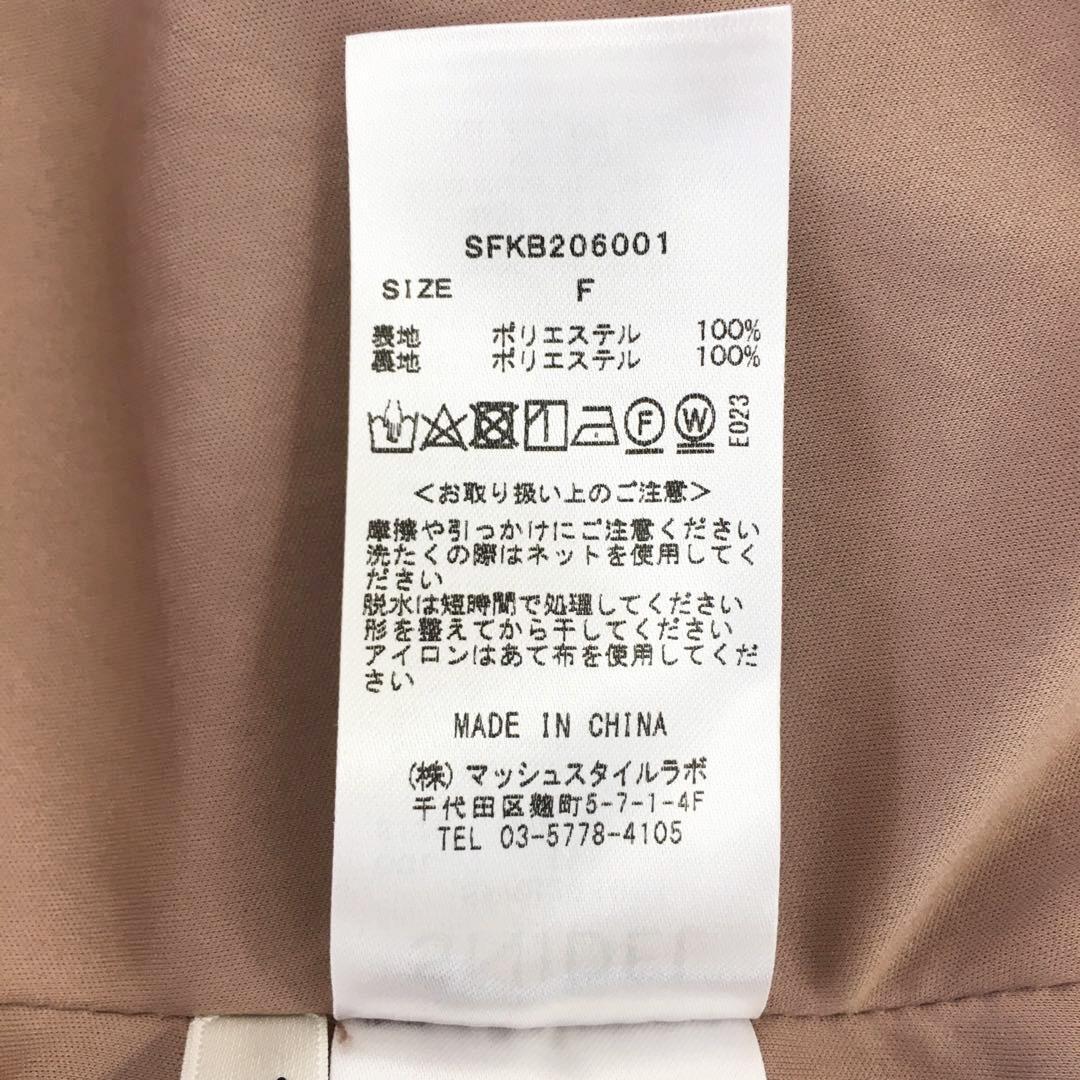 SFKB206001
SIZE F
表地 ポリエステル 100%
裏地 ポリエステル 100%
F W E023
<お取り扱い上のご注意>
摩擦や引っかけにご注意ください
洗たくの際はネットを使用してく
ださい
脱水は短時間で処理してください
形を整えてから干してください
アイロンはあて布を使用してくだ
さい
MADE IN CHINA
(株)マッシュスタイルラボ
千代田区麹町5-7-1-4F
TEL 03-5778-4105